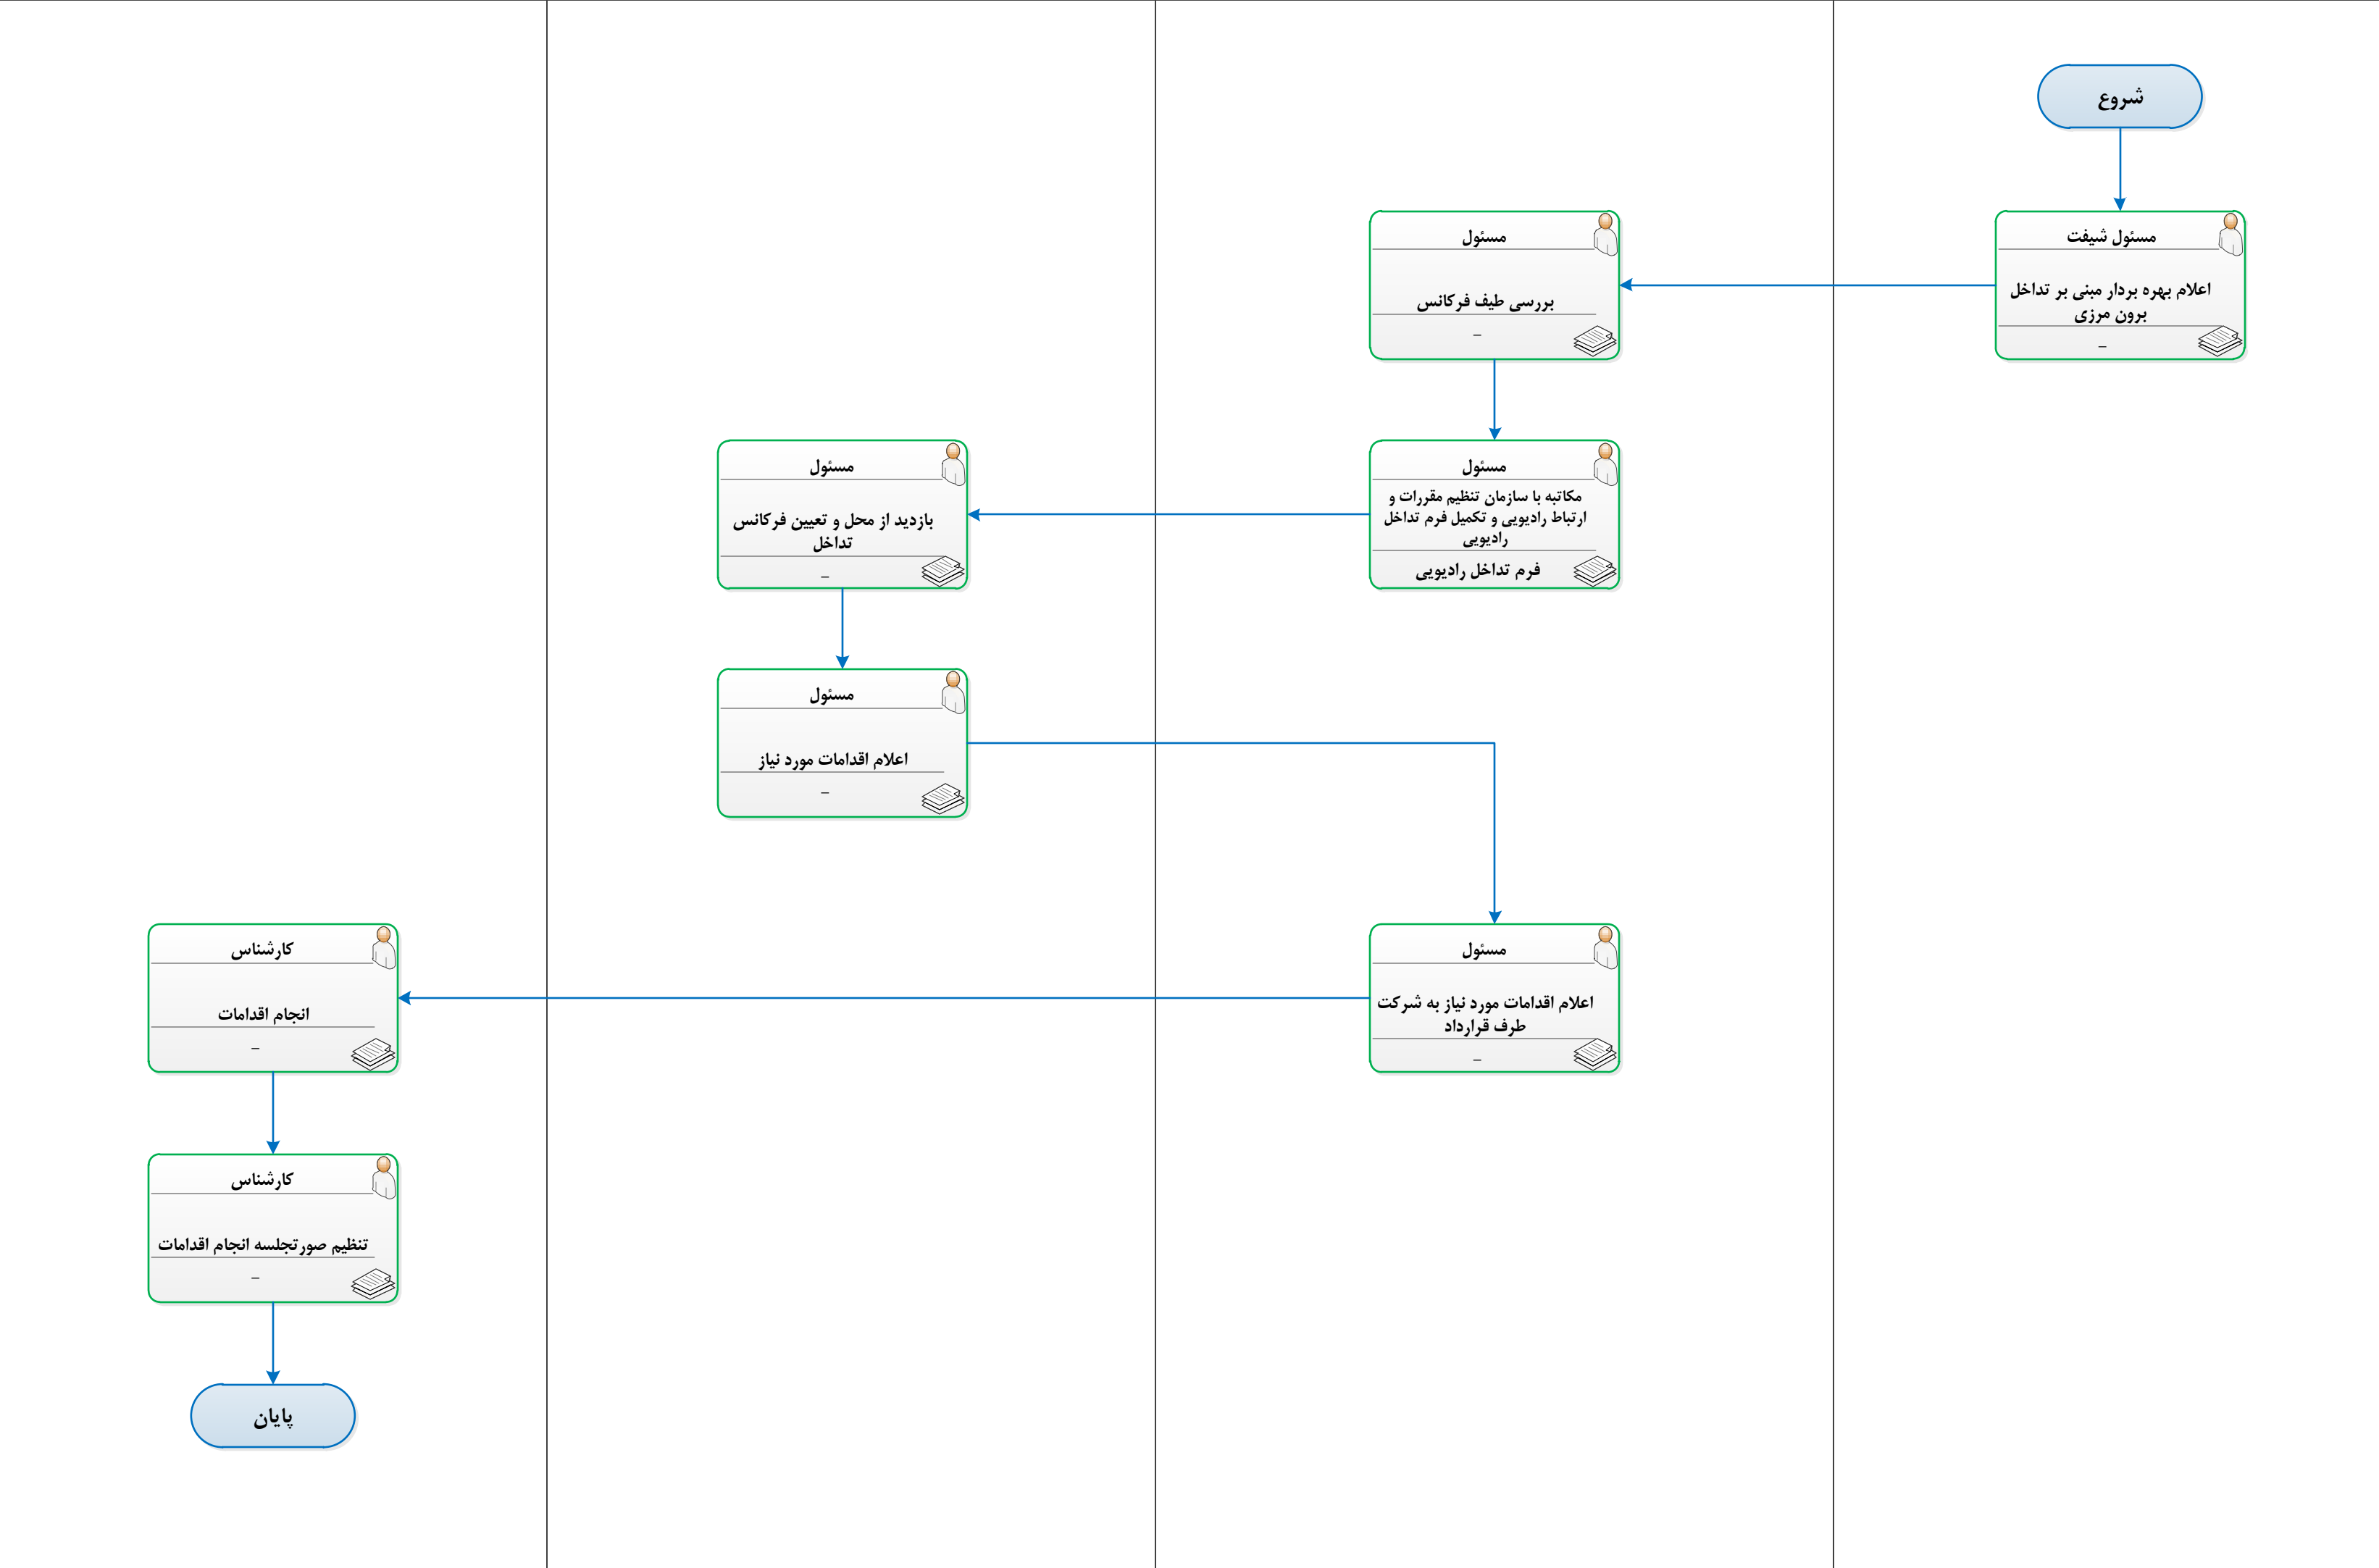 شروع
مسئول شیفت
اعلام بهره بردار مبنی بر تداخل
برون مرزی
–
مسئول
بررسی طیف فرکانس
–
مسئول
مکاتبه با سازمان تنظیم مقررات و
ارتباط رادیویی و تکمیل فرم تداخل
رادیویی
فرم تداخل رادیویی
مسئول
بازدید از محل و تعیین فرکانس
تداخل
–
مسئول
اعلام اقدامات مورد نیاز
–
مسئول
اعلام اقدامات مورد نیاز به شرکت
طرف قرارداد
–
کارشناس
انجام اقدامات
–
کارشناس
تنظیم صورتجلسه انجام اقدامات
–
پایان